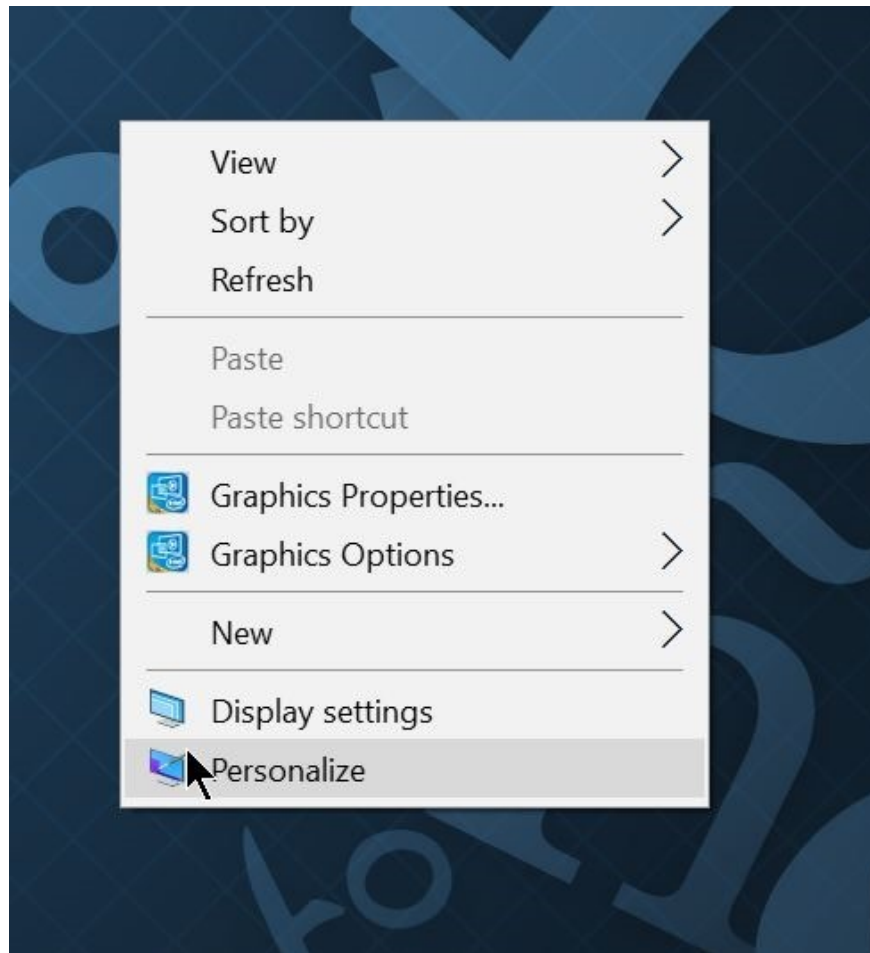 View
Sort by
Refresh
Paste
Paste shortcut
Graphics Properties...
Graphics Options
New
Display settings
Personalize